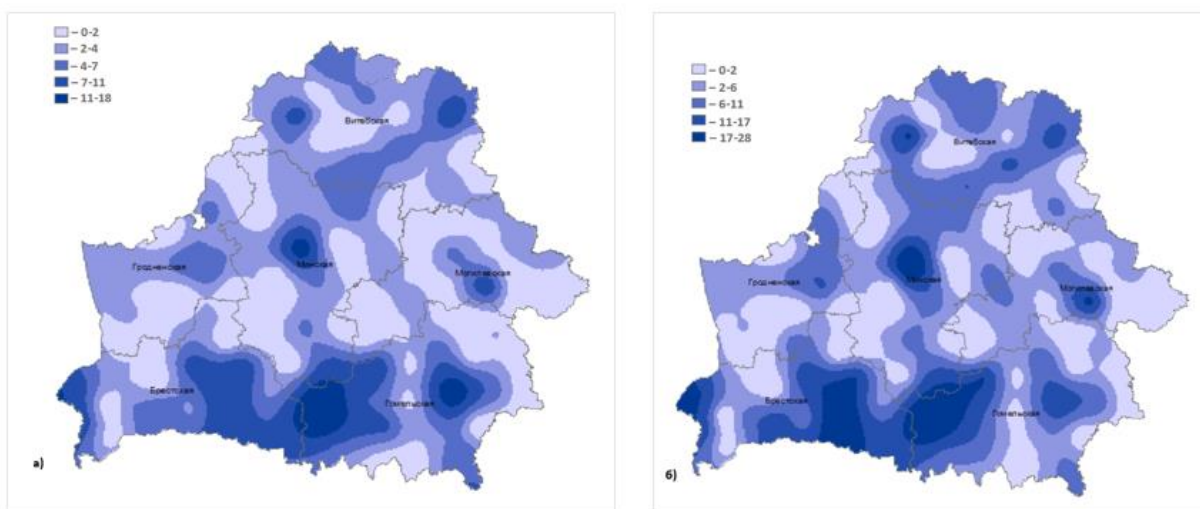 – 0-2
– 2-4
– 4-7
– 7-11
– 11-18
Витебская
Гродненская
Минская
Могилевская
Брестская
Гомельская
а)
– 0-2
– 2-6
– 6-11
– 11-17
– 17-28
Витебская
Гродненская
Минская
Могилевская
Брестская
Гомельская
б)